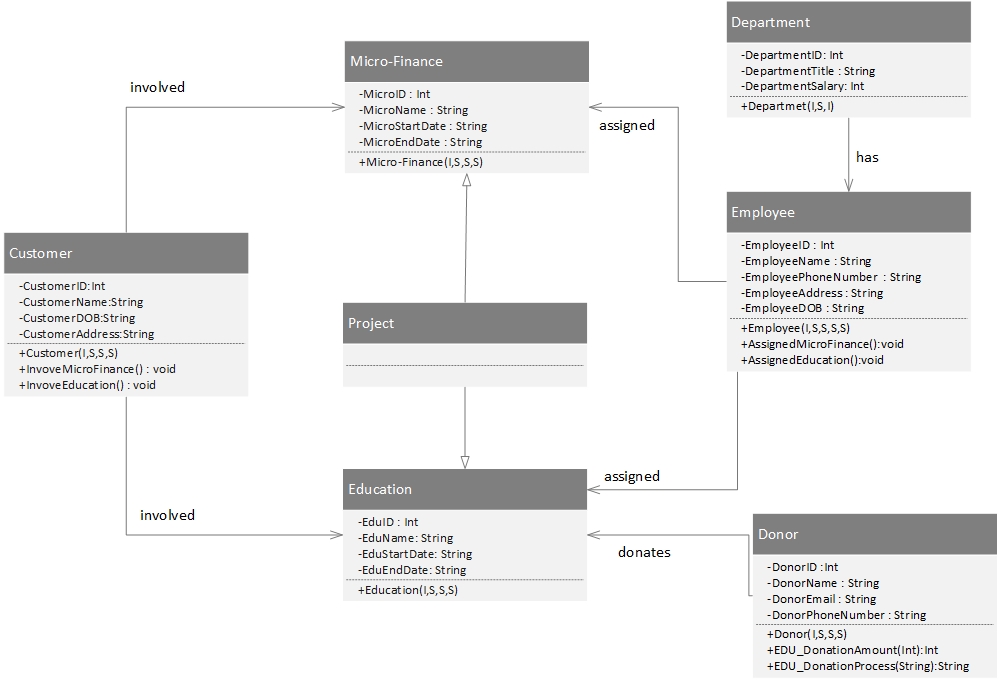 Department
-DepartmentID: Int
-DepartmentTitle : String
-DepartmentSalary: Int
+Departmet(I,S,I)
has
Micro-Finance
-MicroID : Int
-MicroName : String
-MicroStartDate : String
-MicroEndDate : String
+Micro-Finance(I,S,S,S)
involved
assigned
Employee
-EmployeeID : Int
-EmployeeName : String
-EmployeePhoneNumber : String
-EmployeeAddress : String
-EmployeeDOB : String
+Employee(I,S,S,S,S)
+AssignedMicroFinance():void
+AssignedEducation():void
Customer
-CustomerID:Int
-CustomerName:String
-CustomerDOB:String
-CustomerAddress:String
+Customer(I,S,S,S)
+InvoveMicroFinance() : void
+InvoveEducation() : void
Project
Education
-EduID : Int
-EduName: String
-EduStartDate: String
-EduEndDate: String
+Education(I,S,S,S)
assigned
involved
donates
Donor
-DonorID :Int
-DonorName : String
-DonorEmail : String
-DonorPhoneNumber : String
+Donor(I,S,S,S)
+EDU_DonationAmount(Int):Int
+EDU_DonationProcess(String):String